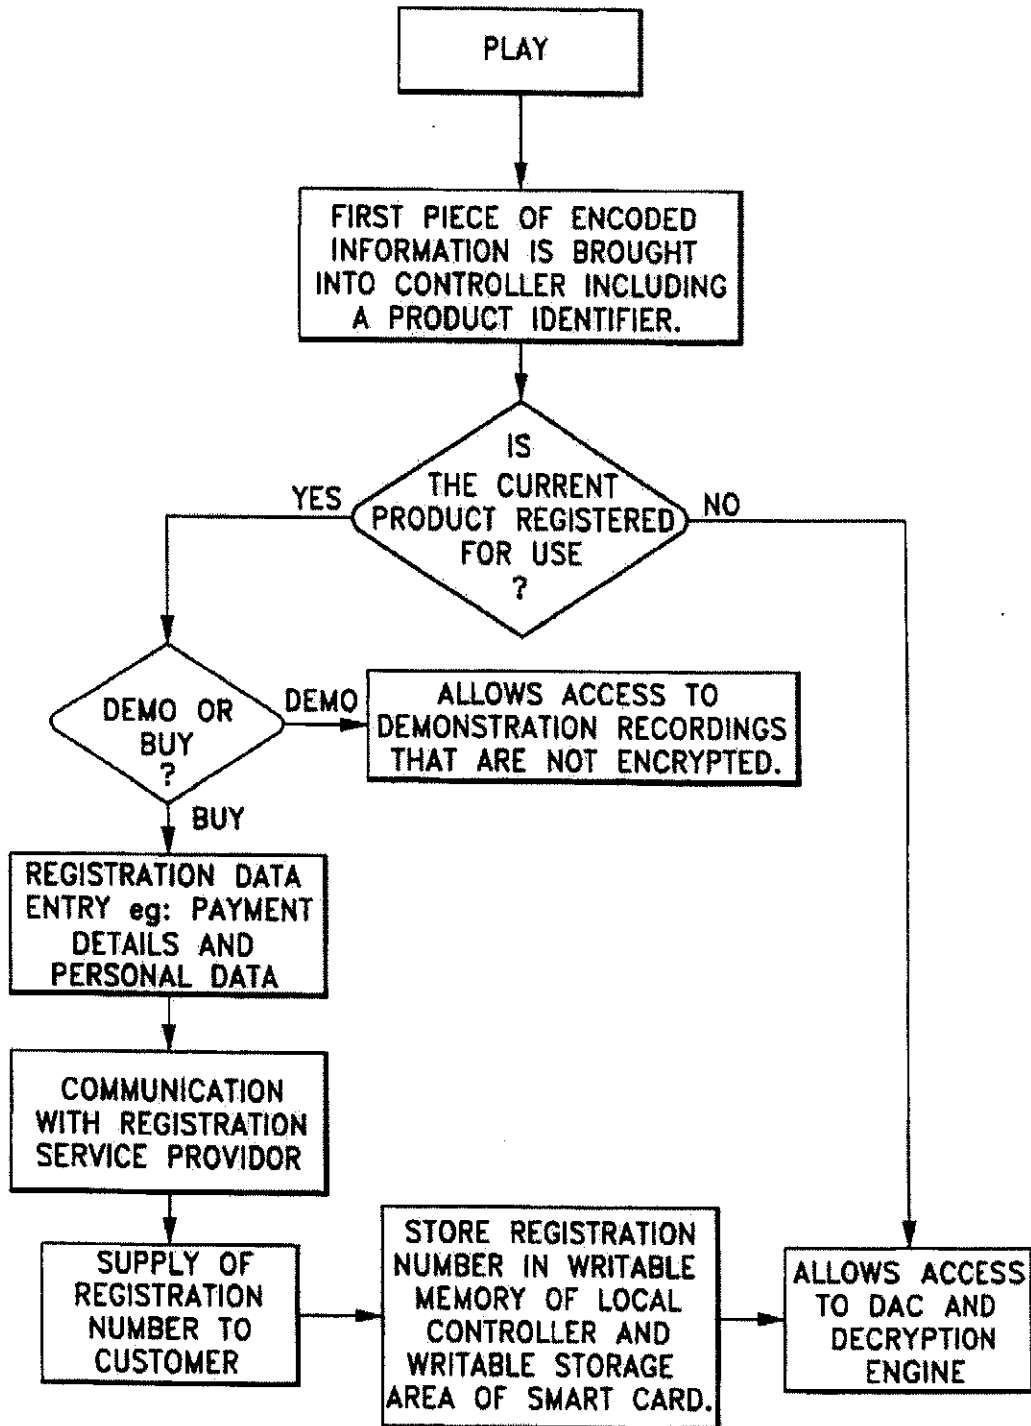 PLAY
FIRST PIECE OF ENCODED
INFORMATION IS BROUGHT
INTO CONTROLLER INCLUDING
A PRODUCT IDENTIFIER.
IS
THE CURRENT
PRODUCT REGISTERED
FOR USE
?
YES
NO
DEMO OR
BUY
?
DEMO
ALLOWS ACCESS TO
DEMONSTRATION RECORDINGS
THAT ARE NOT ENCRYPTED.
BUY
REGISTRATION DATA
ENTRY eg: PAYMENT
DETAILS AND
PERSONAL DATA
COMMUNICATION
WITH REGISTRATION
SERVICE PROVIDOR
SUPPLY OF
REGISTRATION
NUMBER TO
CUSTOMER
STORE REGISTRATION
NUMBER IN WRITABLE
MEMORY OF LOCAL
CONTROLLER AND
WRITABLE STORAGE
AREA OF SMART CARD.
ALLOWS ACCESS
TO DAC AND
DECRYPTION
ENGINE